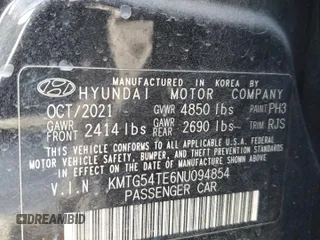 MANUFACTURED IN KOREA BY
HYUNDAI MOTOR COMPANY
OCT/2021 GVWR 4850 lbs PAINT PH3
GAWR FRONT 2414 lbs GAWR REAR 2690 lbs TRIM RJS
THIS VEHICLE CONFORMS TO ALL APPLICABLE U.S.A. FEDERAL
MOTOR VEHICLE SAFETY, BUMPER, AND THEFT PREVENTION STANDARDS
IN EFFECT ON THE DATE OF MANUFACTURE SHOWN ABOVE.
V.I.N KMTG54TE6NU094854
PASSENGER CAR
DREAMBID